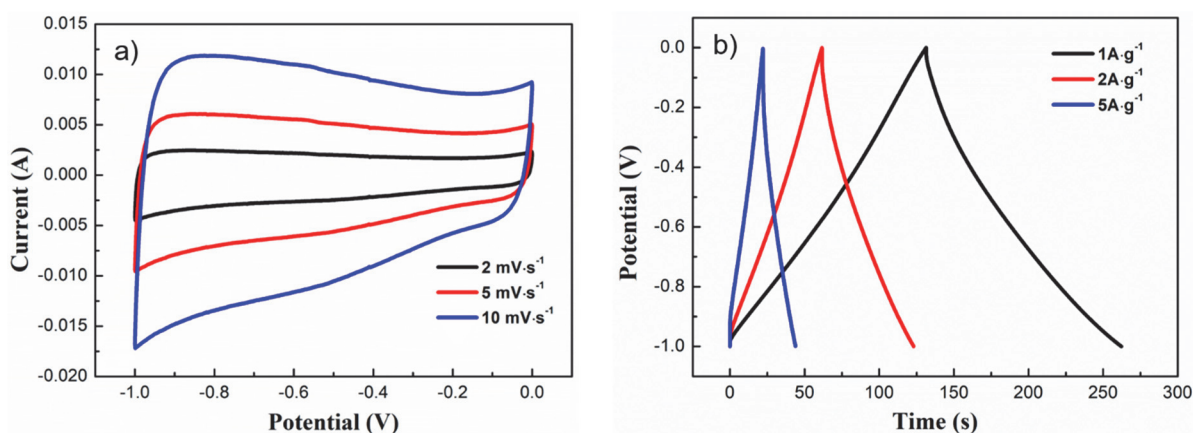 a)
0.015
0.010
0.005
0.000
-0.005
-0.010
-0.015
-0.020
Current (A)
2 mV·s⁻¹
5 mV·s⁻¹
10 mV·s⁻¹
-1.0 -0.8 -0.6 -0.4 -0.2 0.0
Potential (V)
b)
0.0
-0.2
-0.4
-0.6
-0.8
-1.0
Potential (V)
1A·g⁻¹
2A·g⁻¹
5A·g⁻¹
0 50 100 150 200 250 300
Time (s)